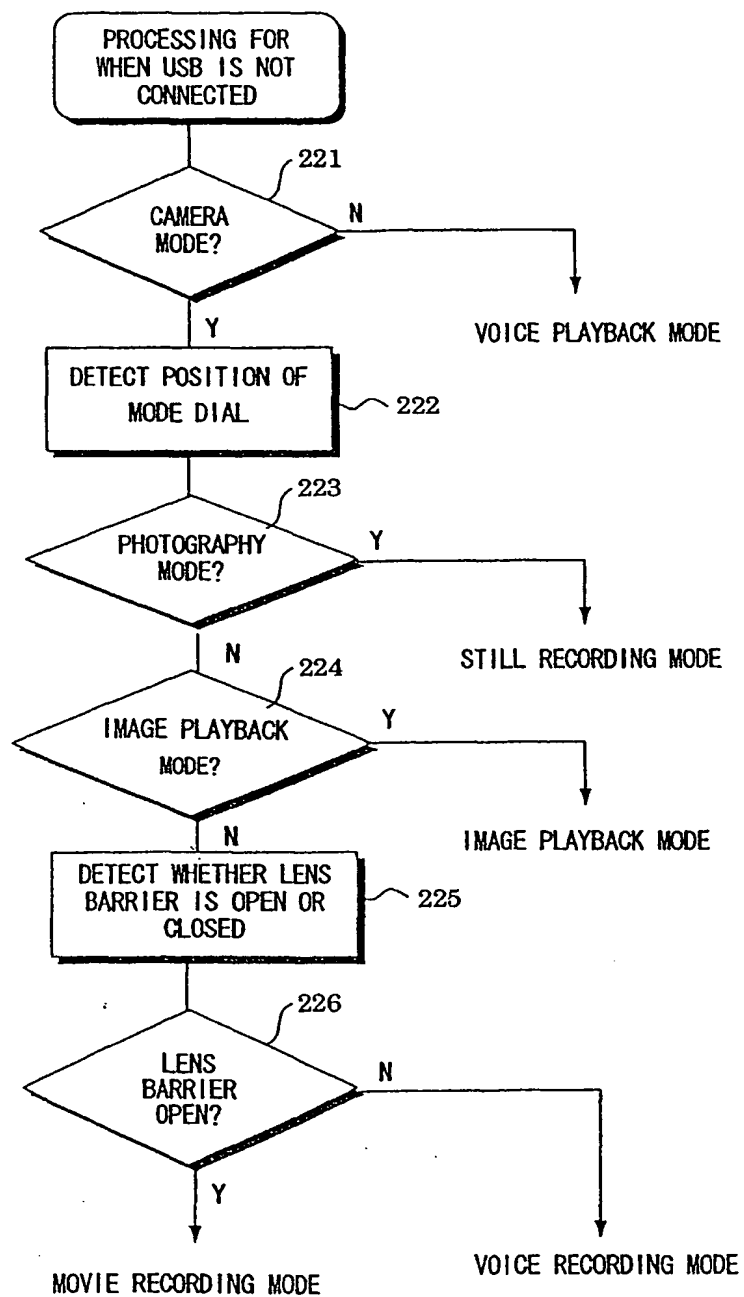 PROCESSING FOR
WHEN USB IS NOT
CONNECTED
221
CAMERA
MODE?
N
Y
VOICE PLAYBACK MODE
DETECT POSITION OF
MODE DIAL
222
223
PHOTOGRAPHY
MODE?
Y
N
STILL RECORDING MODE
224
IMAGE PLAYBACK
MODE?
Y
N
IMAGE PLAYBACK MODE
DETECT WHETHER LENS
BARRIER IS OPEN OR
CLOSED
225
226
LENS
BARRIER
OPEN?
N
Y
VOICE RECORDING MODE
MOVIE RECORDING MODE